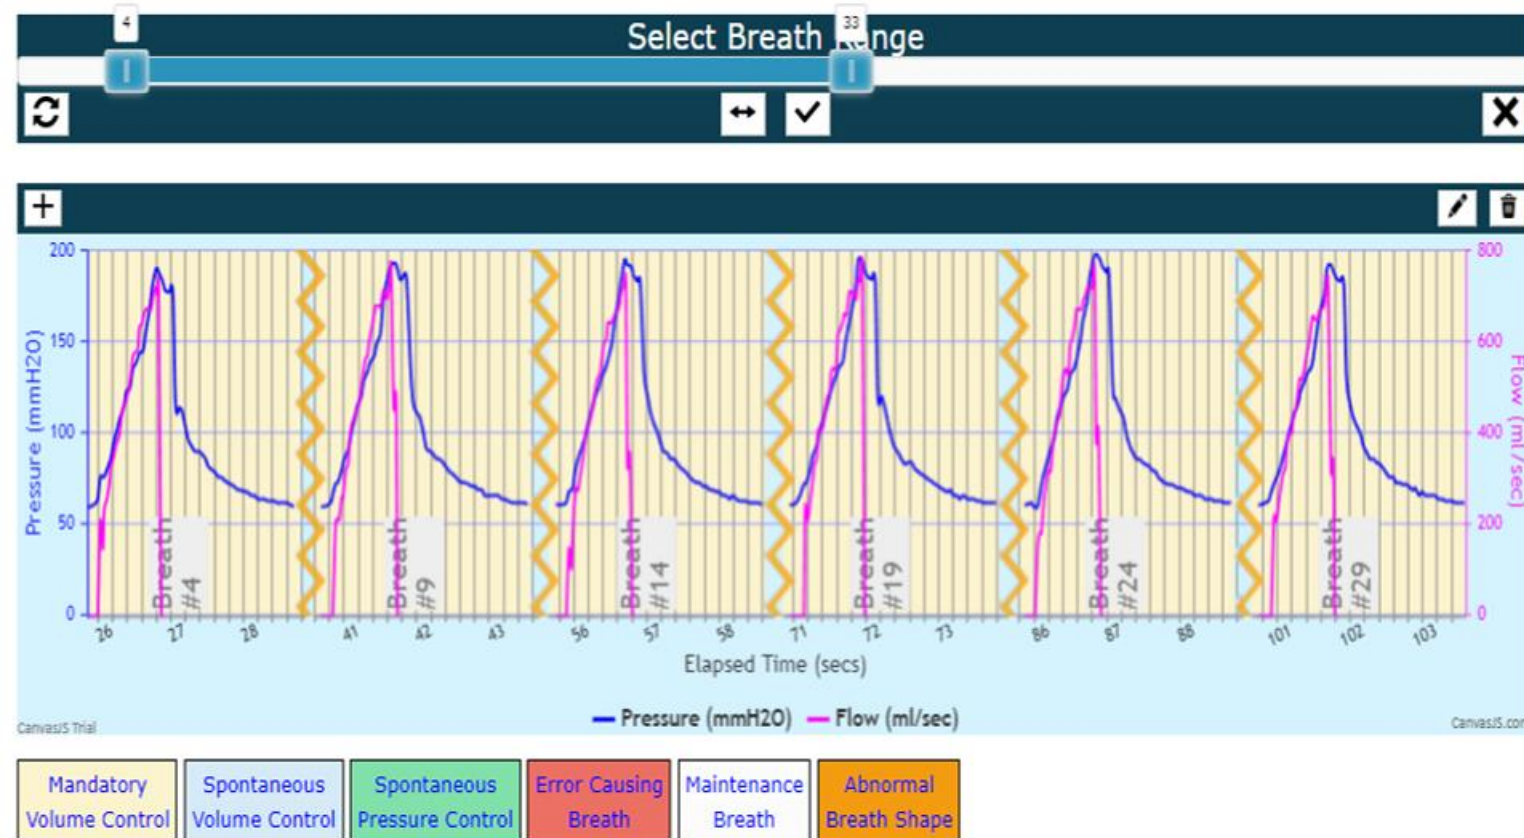 4
33
Select Breath Range
200
150
100
50
0
Pressure (mmH2O)
800
600
400
200
0
Flow (ml/sec)
Breath
#4
Breath
#9
Breath
#14
Breath
#19
Breath
#24
Breath
#29
26 27 28 41 42 43 56 57 58 71 72 73 86 87 88 101 102 103
Elapsed Time (secs)
Pressure (mmH2O) Flow (ml/sec)
CanvasJS Trial
CanvasJS.com
Mandatory
Volume Control
Spontaneous
Volume Control
Spontaneous
Pressure Control
Error Causing
Breath
Maintenance
Breath
Abnormal
Breath Shape